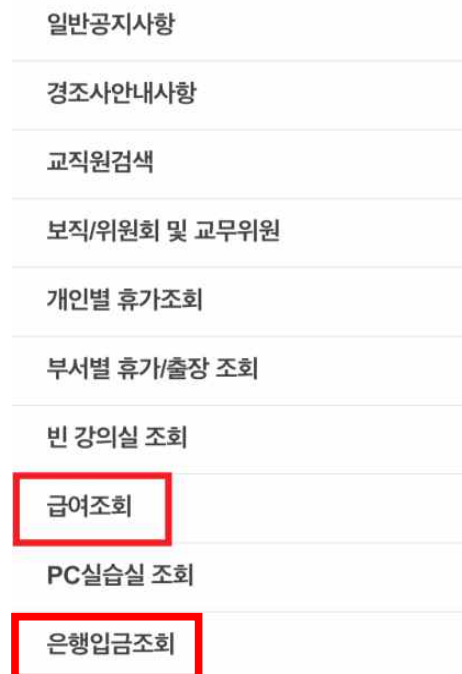 일반공지사항
경조사안내사항
교직원검색
보직/위원회 및 교무위원
개인별 휴가조회
부서별 휴가/출장 조회
빈 강의실 조회
급여조회
PC실습실 조회
은행입금조회